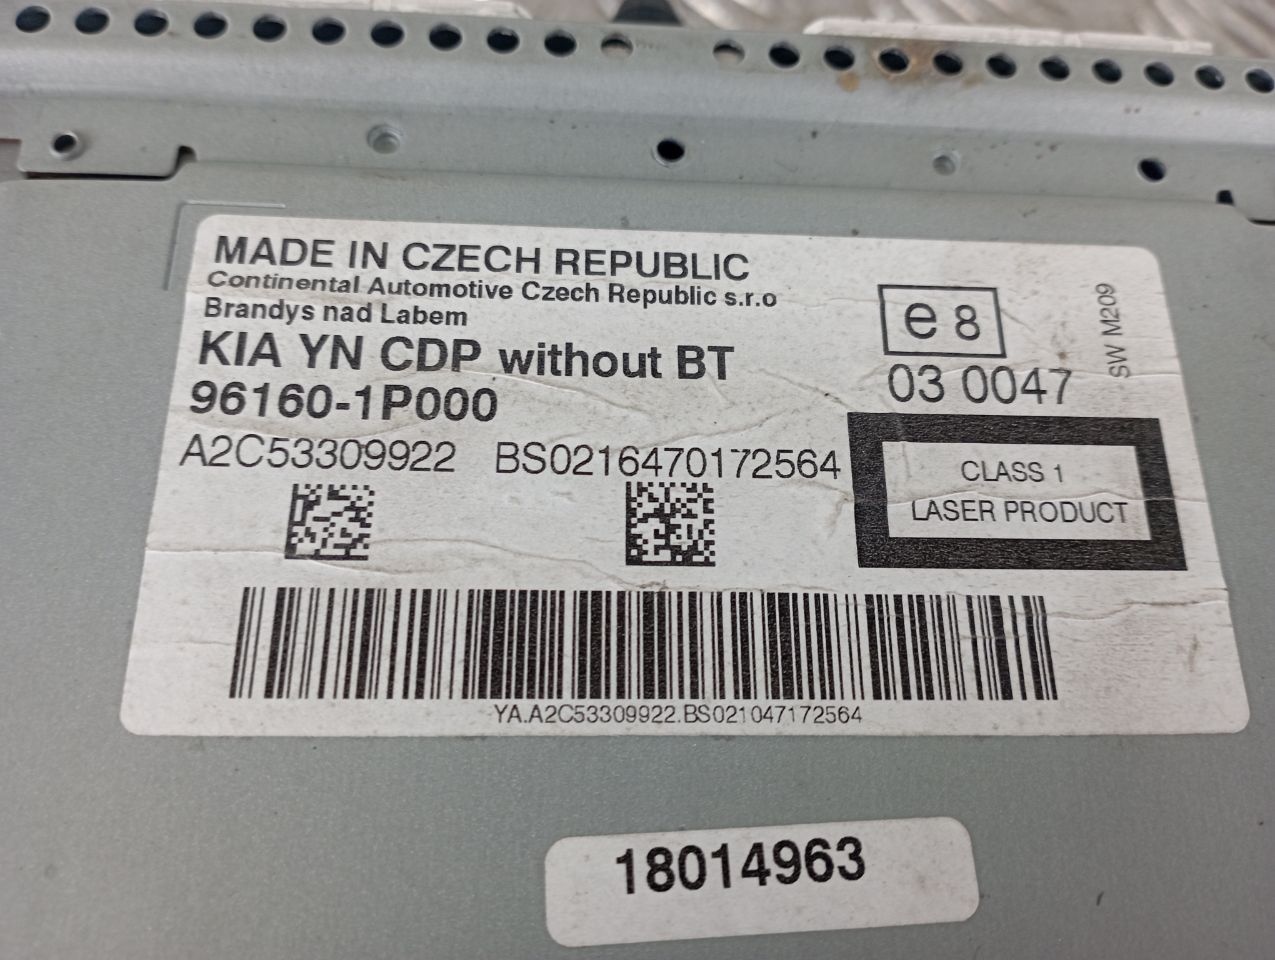 MADE IN CZECH REPUBLIC
Continental Automotive Czech Republic s.r.o
Brandys nad Labem
KIA YN CDP without BT
96160-1P000
A2C53309922 BS0216470172564
e8
03 0047
SW M209
CLASS 1
LASER PRODUCT
YA.A2C53309922.BS021047172564
18014963